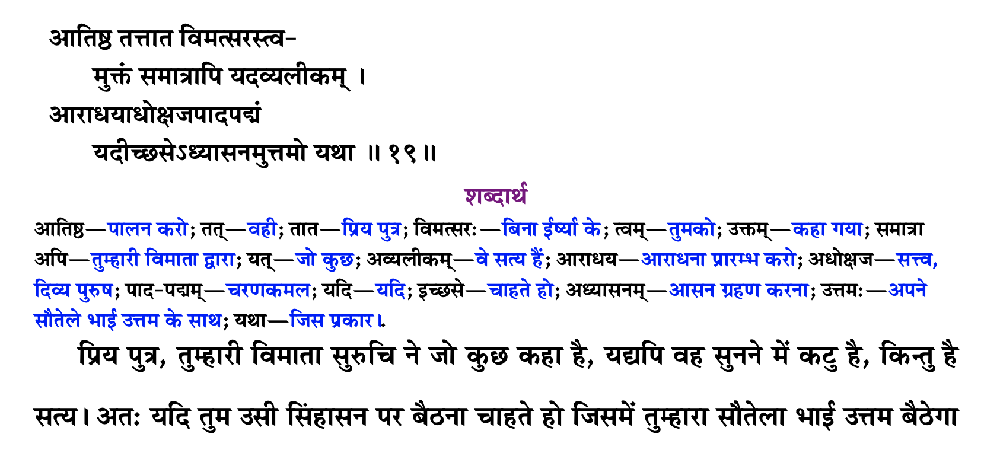 आतिष्ठ तत्तात विमत्सरस्त्व-
मुक्तं समात्रापि यदव्यलीकम् ।
आराधयाधोक्षजपादपद्मं
यदीच्छसेऽध्यासनमुत्तमो यथा ॥ १९॥
शब्दार्थ
आतिष्ठ—पालन करो; तत्—वही; तात—प्रिय पुत्र; विमत्सरः—बिना ईर्ष्या के; त्वम्—तुमको; उक्तम्—कहा गया; समात्रा
अपि—तुम्हारी विमाता द्वारा; यत्—जो कुछ; अव्यलीकम्—वे सत्य हैं; आराधय—आराधना प्रारम्भ करो; अधोक्षज—सत्त्व,
दिव्य पुरुष; पाद-पद्मम्—चरणकमल; यदि—यदि; इच्छसे—चाहते हो; अध्यासनम्—आसन ग्रहण करना; उत्तमः—अपने
सौतेले भाई उत्तम के साथ; यथा—जिस प्रकार।.
प्रिय पुत्र, तुम्हारी विमाता सुरुचि ने जो कुछ कहा है, यद्यपि वह सुनने में कटु है, किन्तु है
सत्य। अतः यदि तुम उसी सिंहासन पर बैठना चाहते हो जिसमें तुम्हारा सौतेला भाई उत्तम बैठेगा